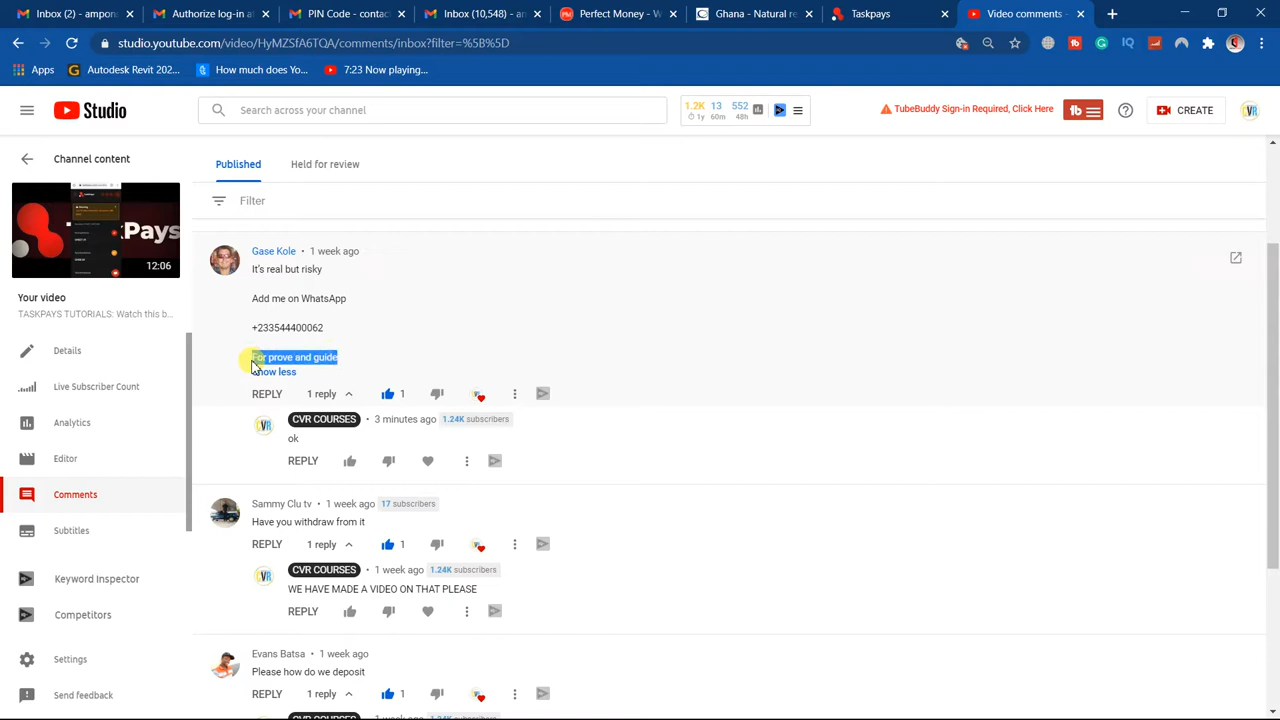 Inbox (10,548) - am
Authorize log-in at
PIN Code - contac
Inbox (10,548) - am
Perfect Money - W
Ghana - Natural re
Taskpays
Video comments -
studio.youtube.com/video/HyMZSfA6TQA/comments/inbox?filter=%5B%5D
Apps
Autodesk Revit 202...
How much does Yo...
7:23 Now playing...
Studio
Search across your channel
1.2K 13 552
1y 60m 48h
TubeBuddy Sign-in Required, Click Here
tb
CREATE
Channel content
Published
Held for review
Filter
kPays
12:06
Your video
TASKPAYS TUTORIALS: Watch this b...
Details
Live Subscriber Count
Analytics
Editor
Comments
Subtitles
Keyword Inspector
Competitors
Settings
Send feedback
Gase Kole • 1 week ago
It's real but risky
Add me on WhatsApp
+233544400062
For prove and guide
Show less
REPLY 1 reply 1
CVR COURSES • 3 minutes ago 1.24K subscribers
ok
REPLY
Sammy Clu tv • 1 week ago 17 subscribers
Have you withdraw from it
REPLY 1 reply 1
CVR COURSES • 1 week ago 1.24K subscribers
WE HAVE MADE A VIDEO ON THAT PLEASE
REPLY
Evans Batsa • 1 week ago
Please how do we deposit
REPLY 1 reply 1